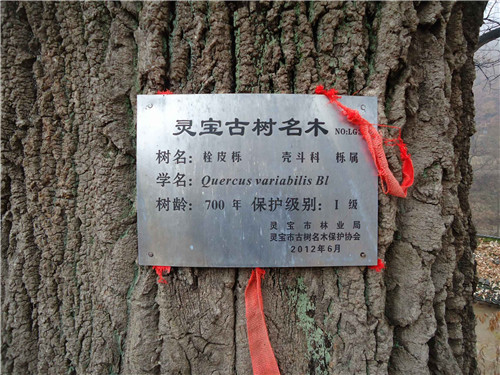 灵宝古树名木 NO:LG
树名：栓皮栎 壳斗科 栎属
学名：Quercus variabilis Bl
树龄：700 年 保护级别：I 级
灵宝市林业局
灵宝市古树名木保护协会
2012年6月